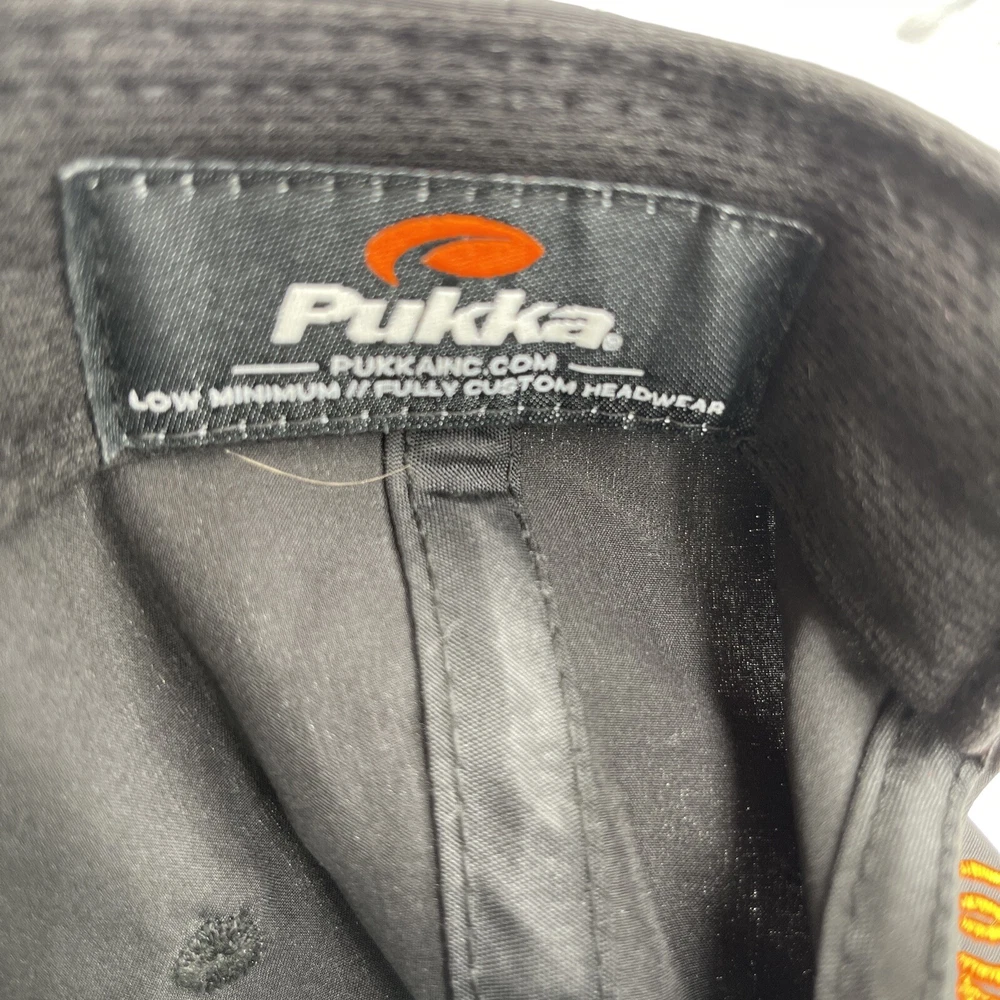 Pukka®
PUKKAINC.COM
LOW MINIMUM // FULLY CUSTOM HEADWEAR